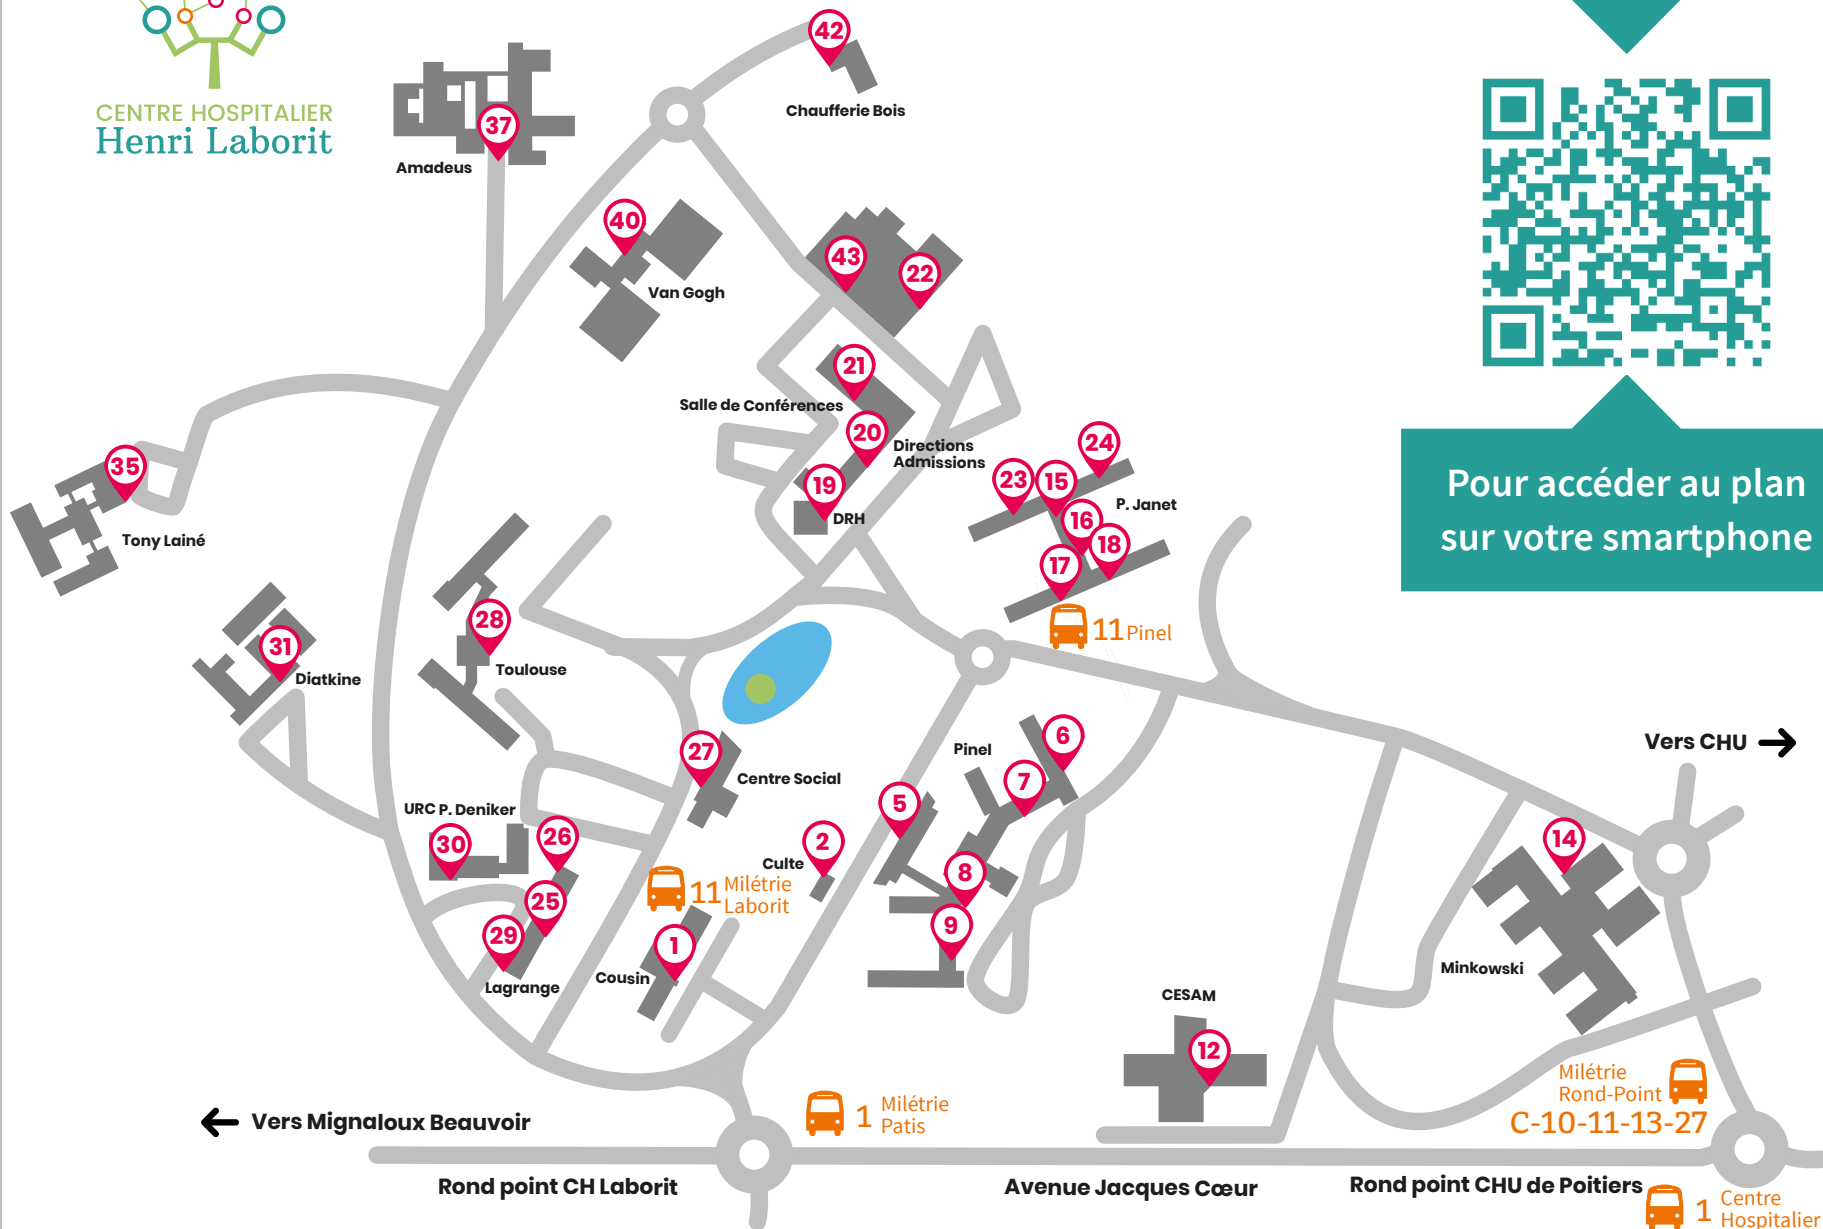 CENTRE HOSPITALIER
Henri Laborit
42
Chaufferie Bois
37
Amadeus
40
Van Gogh
43
22
21
Salle de Conférences
20
Directions
Admissions
19
DRH
24
23
15
P. Janet
16
18
17
11 Pinel
Pour accéder au plan
sur votre smartphone
35
Tony Lainé
28
Toulouse
31
Diatkine
27
Centre Social
Pinel
6
7
5
8
9
2
Culte
URC P. Deniker
30
26
25
29
Lagrange
11 Milétrie
Laborit
1
Cousin
Vers CHU
14
Minkowski
CESAM
12
Milétrie
Rond-Point
C-10-11-13-27
1 Milétrie
Patis
Vers Mignaloux Beauvoir
Rond point CH Laborit
Avenue Jacques Cœur
Rond point CHU de Poitiers
1 Centre
Hospitalier